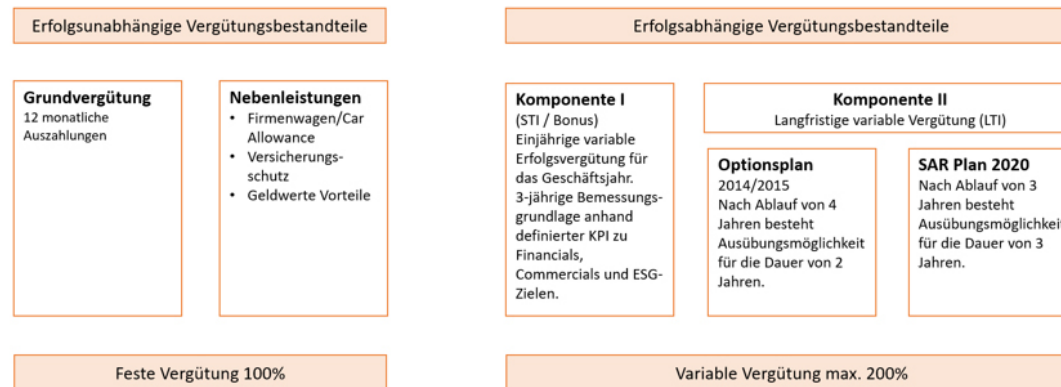 Erfolgsunabhängige Vergütungsbestandteile
Erfolgsabhängige Vergütungsbestandteile
Grundvergütung
12 monatliche
Auszahlungen
Nebenleistungen
• Firmenwagen/Car
Allowance
• Versicherungs-
schutz
• Geldwerte Vorteile
Komponente I
(STI / Bonus)
Einjährige variable
Erfolgsvergütung für
das Geschäftsjahr.
3-jährige Bemessungs-
grundlage anhand
definierter KPI zu
Financials,
Commercials und ESG-
Zielen.
Komponente II
Langfristige variable Vergütung (LTI)
Optionsplan
2014/2015
Nach Ablauf von 4
Jahren besteht
Ausübungsmöglichkeit
für die Dauer von 2
Jahren.
SAR Plan 2020
Nach Ablauf von 3
Jahren besteht
Ausübungsmöglichkeit
für die Dauer von 3
Jahren.
Feste Vergütung 100%
Variable Vergütung max. 200%